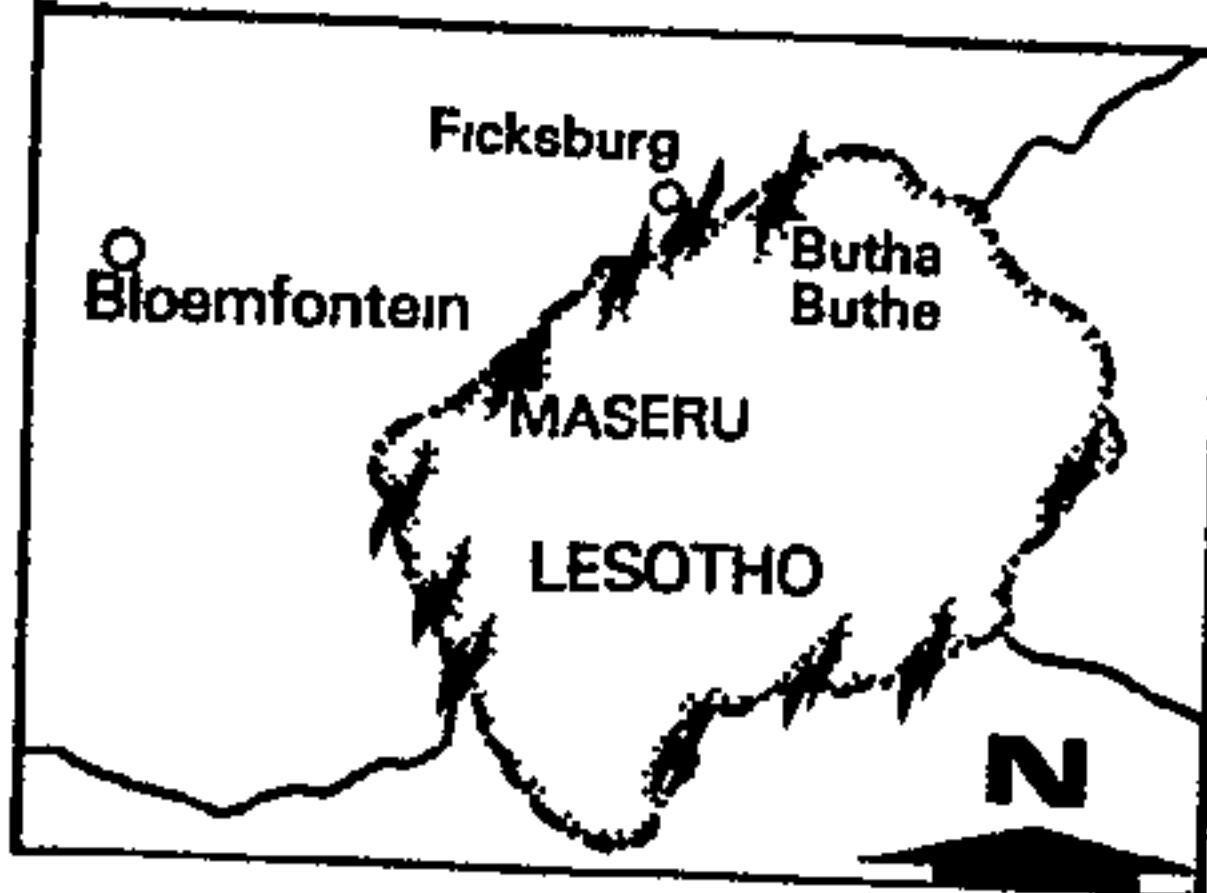 Ficksburg
Bloemfontein
Butha
Buthe
MASERU
LESOTHO
N